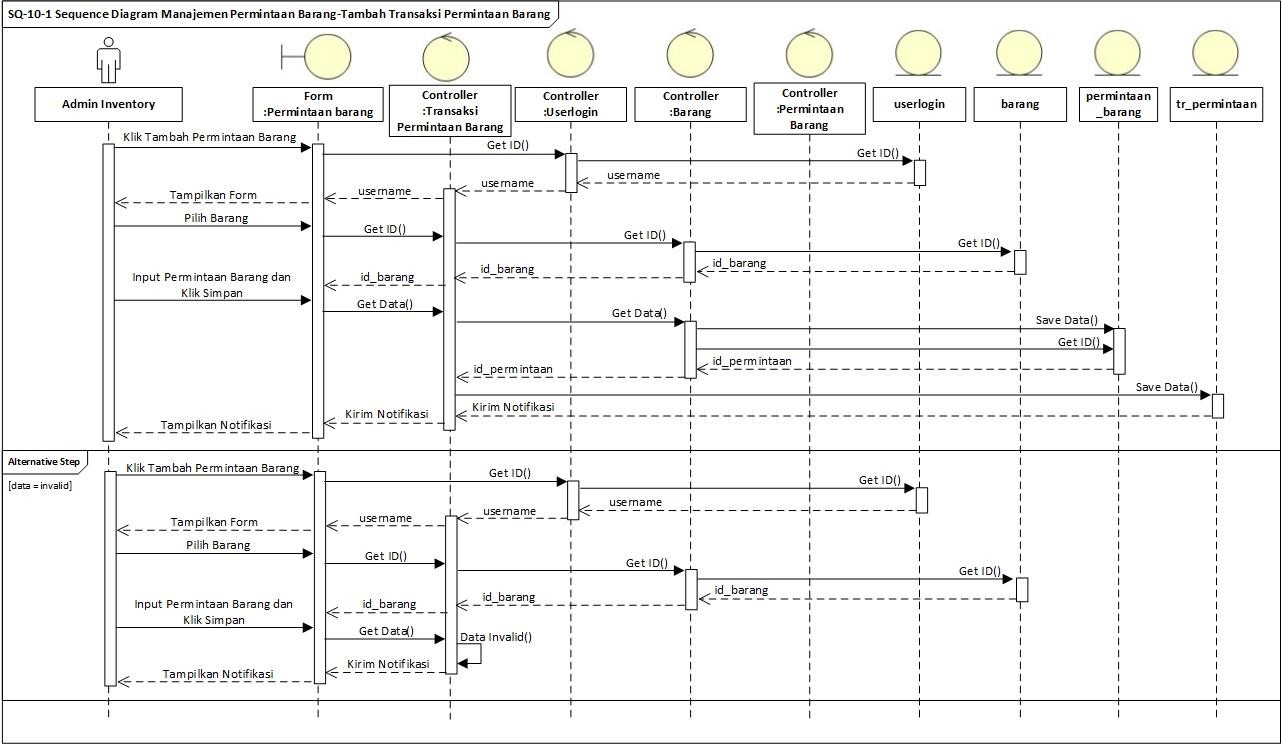 SQ-10-1 Sequence Diagram Manajemen Permintaan Barang-Tambah Transaksi Permintaan Barang
Admin Inventory
Form
:Permintaan barang
Controller
:Transaksi
Permintaan Barang
Controller
:Userlogin
Controller
:Barang
Controller
:Permintaan
Barang
userlogin
barang
permintaan
_barang
tr_permintaan
Klik Tambah Permintaan Barang
Get ID()
Get ID()
username
username
username
Tampilkan Form
Pilih Barang
Get ID()
Get ID()
Get ID()
id_barang
id_barang
id_barang
Input Permintaan Barang dan
Klik Simpan
Get Data()
Get Data()
Save Data()
Get ID()
id_permintaan
id_permintaan
Save Data()
Kirim Notifikasi
Kirim Notifikasi
Tampilkan Notifikasi
Alternative Step
[data = invalid]
Klik Tambah Permintaan Barang
Get ID()
Get ID()
username
username
username
Tampilkan Form
Pilih Barang
Get ID()
Get ID()
Get ID()
id_barang
id_barang
id_barang
Input Permintaan Barang dan
Klik Simpan
Get Data()
Data Invalid()
Kirim Notifikasi
Tampilkan Notifikasi